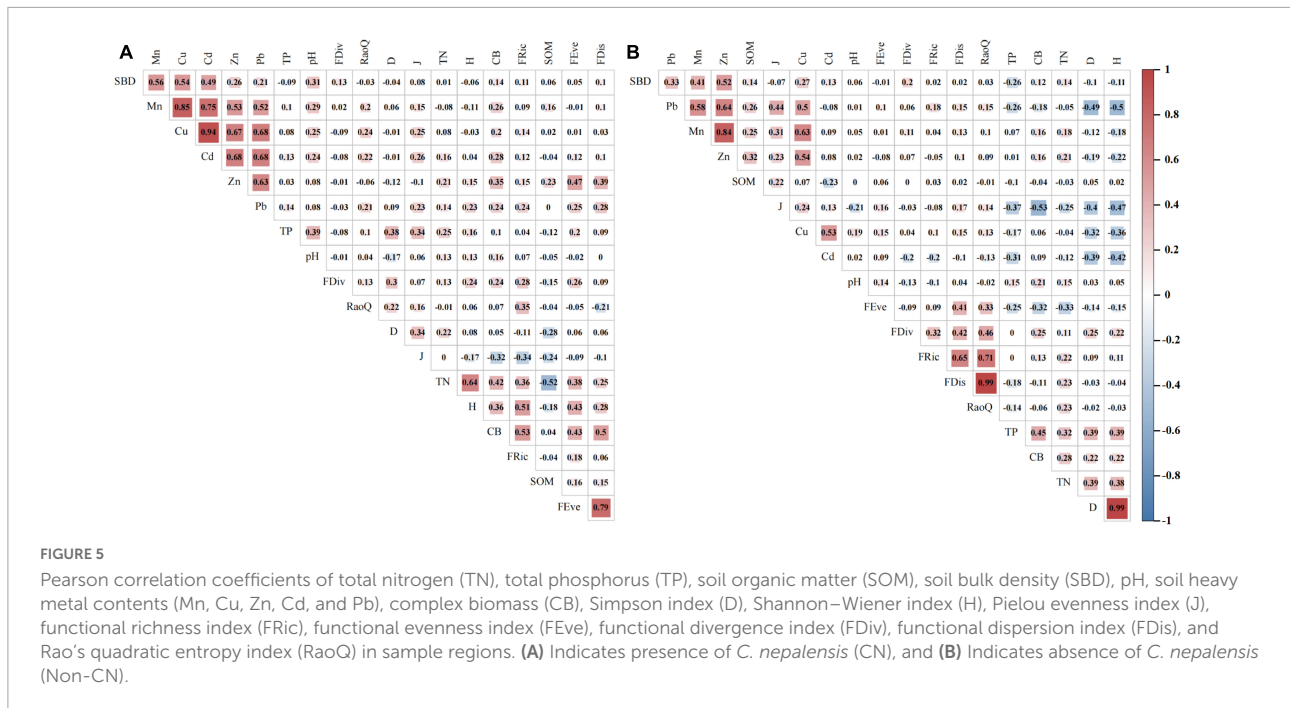 A
Mn Cu Cd Zn Pb TP pH FDiv RaoQ D J TN H CB FRic SOM FEve FDis
SBD 0.56 0.54 0.49 0.26 0.21 -0.09 0.31 0.13 -0.03 -0.04 0.08 0.01 -0.06 0.14 0.11 0.06 0.05 0.1
Mn 0.85 0.75 0.53 0.52 0.1 0.29 0.02 0.2 0.06 0.15 -0.08 -0.11 0.26 0.09 0.16 -0.01 0.1
Cu 0.94 0.67 0.68 0.08 0.25 -0.09 0.24 -0.01 0.25 0.08 -0.03 0.2 0.14 0.02 0.01 0.03
Cd 0.68 0.68 0.13 0.24 -0.08 0.22 -0.01 0.26 0.16 0.04 0.28 0.12 -0.04 0.12 0.1
Zn 0.63 0.03 0.08 -0.01 -0.06 -0.12 -0.1 0.21 0.15 0.35 0.15 0.23 0.47 0.39
Pb 0.14 0.08 -0.03 0.21 0.09 0.23 0.14 0.23 0.24 0.24 0 0.25 0.28
TP 0.39 -0.08 0.1 0.38 0.34 0.25 0.16 0.1 0.04 -0.12 0.2 0.09
pH -0.01 0.04 -0.17 0.06 0.13 0.13 0.16 0.07 -0.05 -0.02 0
FDiv 0.13 0.3 0.07 0.13 0.24 0.24 0.28 -0.15 0.26 0.09
RaoQ 0.22 0.16 -0.01 0.06 0.07 0.35 -0.04 -0.05 -0.21
D 0.34 0.22 0.08 0.05 -0.11 -0.28 0.06 0.06
J 0 -0.17 -0.32 -0.34 -0.24 -0.09 -0.1
TN 0.64 0.42 0.36 -0.52 0.38 0.25
H 0.36 0.51 -0.18 0.43 0.28
CB 0.53 0.04 0.43 0.5
FRic -0.04 0.18 0.06
SOM 0.16 0.15
FEve 0.79
B
Pb Mn Zn SOM J Cu Cd pH FEve FDiv FRic FDis RaoQ TP CB TN D H
SBD 0.33 0.41 0.52 0.14 -0.07 0.27 0.13 0.06 -0.01 0.2 0.02 0.02 0.03 -0.26 0.12 0.14 -0.1 -0.11
Pb 0.58 0.64 0.26 0.44 0.5 -0.08 0.01 0.1 0.06 0.18 0.15 0.15 -0.26 -0.18 -0.05 -0.49 -0.5
Mn 0.84 0.25 0.31 0.63 0.09 0.05 0.01 0.11 0.04 0.13 0.1 0.07 0.16 0.18 -0.12 -0.18
Zn 0.32 0.23 0.54 0.08 0.02 -0.08 0.07 -0.05 0.1 0.09 0.01 0.16 0.21 -0.19 -0.22
SOM 0.22 0.07 -0.23 0 0.06 0 0.03 0.02 -0.01 -0.1 -0.04 -0.03 0.05 0.02
J 0.24 0.13 -0.21 0.16 -0.03 -0.08 0.17 0.14 -0.37 -0.53 -0.25 -0.4 -0.47
Cu 0.53 0.19 0.15 0.04 0.1 0.15 0.13 -0.17 0.06 -0.04 -0.32 -0.36
Cd 0.02 0.09 -0.2 -0.2 -0.1 -0.13 -0.31 0.09 -0.12 -0.39 -0.42
pH 0.14 -0.13 -0.1 0.04 -0.02 0.15 0.21 0.15 0.03 0.05
FEve -0.09 0.09 0.41 0.33 -0.25 -0.32 -0.33 -0.14 -0.15
FDiv 0.32 0.42 0.46 0 0.25 0.11 0.25 0.22
FRic 0.65 0.71 0 0.13 0.22 0.09 0.11
FDis 0.99 -0.18 -0.11 0.23 -0.03 -0.04
RaoQ -0.14 -0.06 0.23 -0.02 -0.03
TP 0.45 0.32 0.39 0.39
CB 0.28 0.22 0.22
TN 0.39 0.38
D 0.99
1
0.8
0.6
0.4
0.2
0
-0.2
-0.4
-0.6
-0.8
-1
FIGURE 5
Pearson correlation coefficients of total nitrogen (TN), total phosphorus (TP), soil organic matter (SOM), soil bulk density (SBD), pH, soil heavy
metal contents (Mn, Cu, Zn, Cd, and Pb), complex biomass (CB), Simpson index (D), Shannon–Wiener index (H), Pielou evenness index (J),
functional richness index (FRic), functional evenness index (FEve), functional divergence index (FDiv), functional dispersion index (FDis), and
Rao's quadratic entropy index (RaoQ) in sample regions. (A) Indicates presence of C. nepalensis (CN), and (B) Indicates absence of C. nepalensis
(Non-CN).